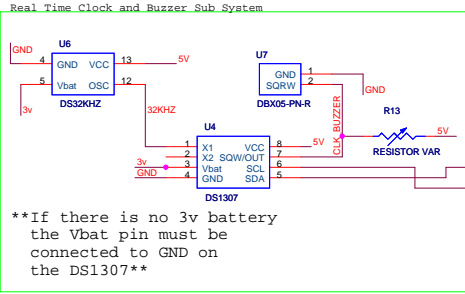 Real Time Clock and Buzzer Sub System
U6
GND
4 GND VCC 13 5V
5 Vbat OSC 12
3v
DS32KHZ
32KHZ
U7
GND 1
SQRW 2
DBX05-PN-R
GND
CLK_BUZZER
R13
5V
RESISTOR VAR
U4
1 X1 VCC 8 5V
2 X2 SQW/OUT 7
3v 3 Vbat SCL 6
GND 4 GND SDA 5
DS1307
**If there is no 3v battery
the Vbat pin must be
connected to GND on
the DS1307**